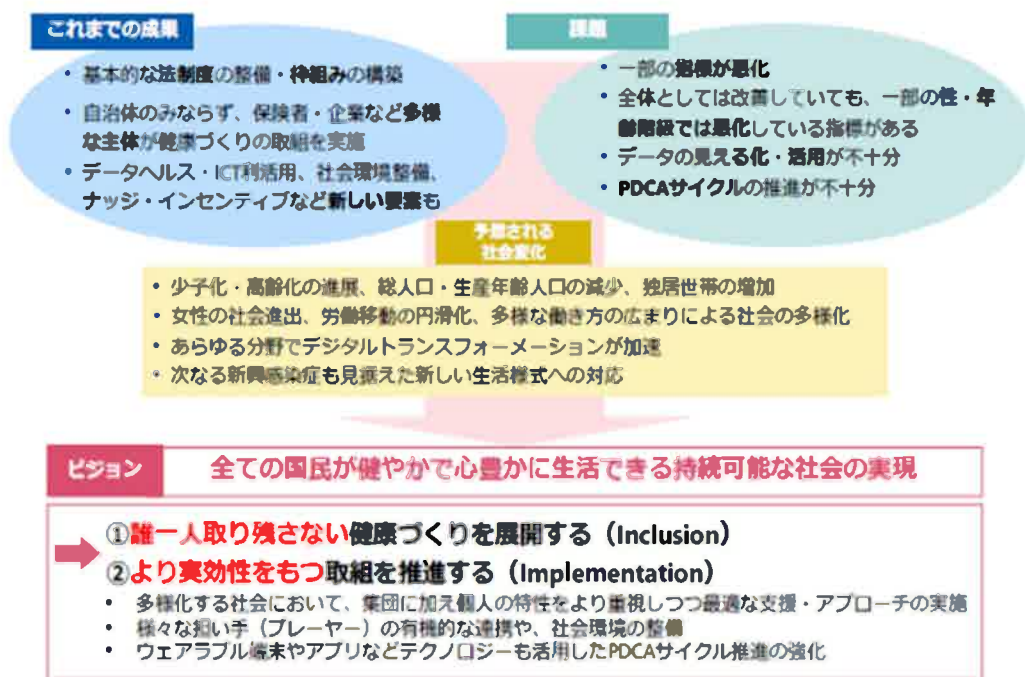 これまでの成果
・ 基本的な法制度の整備・枠組みの構築
・ 自治体のみならず、保険者・企業など多様
な主体が健康づくりの取組を実施
・ データヘルス・ICT利活用、社会環境整備、
ナッジ・インセンティブなど新しい要素も
課題
・ 一部の指標が悪化
・ 全体としては改善していても、一部の性・年
齢階級では悪化している指標がある
・ データの見える化・活用が不十分
・ PDCAサイクルの推進が不十分
予想される
社会変化
・ 少子化・高齢化の進展、総人口・生産年齢人口の減少、独居世帯の増加
・ 女性の社会進出、労働移動の円滑化、多様な働き方の広まりによる社会の多様化
・ あらゆる分野でデジタルトランスフォーメーションが加速
・ 次なる新興感染症も見据えた新しい生活様式への対応
ビジョン
全ての国民が健やかで心豊かに生活できる持続可能な社会の実現
①誰一人取り残さない健康づくりを展開する（Inclusion）
②より実効性をもつ取組を推進する（Implementation）
・ 多様化する社会において、集団に加え個人の特性をより重視しつつ最適な支援・アプローチの実施
・ 様々な担い手（プレーヤー）の有機的な連携や、社会環境の整備
・ ウェアラブル端末やアプリなどテクノロジーも活用したPDCAサイクル推進の強化